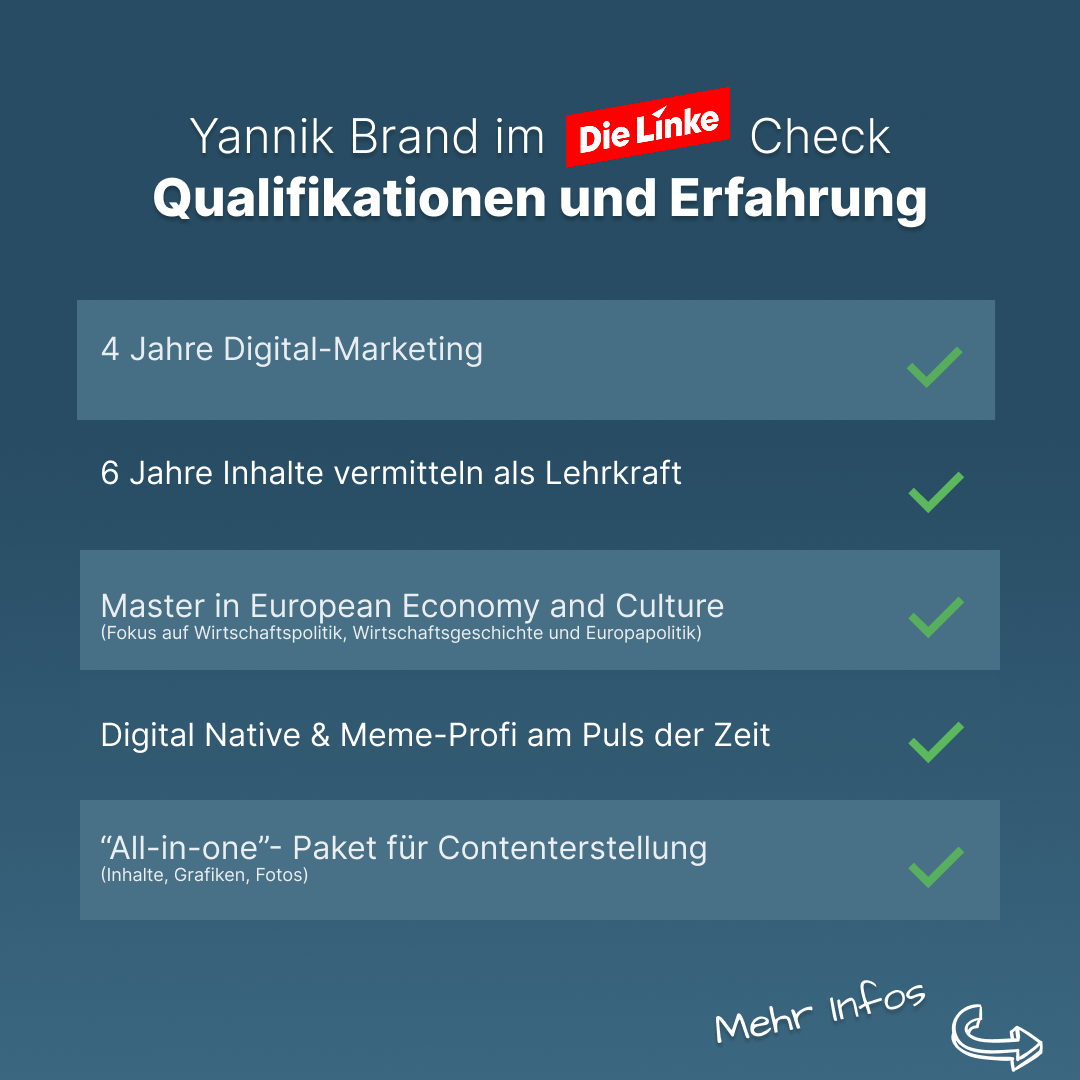 Yannik Brand im Die Linke Check
Qualifikationen und Erfahrung
4 Jahre Digital-Marketing
6 Jahre Inhalte vermitteln als Lehrkraft
Master in European Economy and Culture
(Fokus auf Wirtschaftspolitik, Wirtschaftsgeschichte und Europapolitik)
Digital Native & Meme-Profi am Puls der Zeit
“All-in-one”- Paket für Contenterstellung
(Inhalte, Grafiken, Fotos)
Mehr Infos